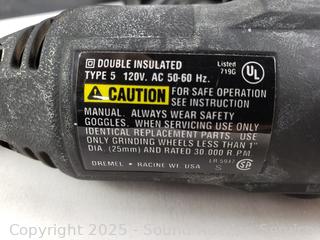 DOUBLE INSULATED
TYPE 5 120V. AC 50-60 Hz.
Listed
719G
UL
CAUTION
FOR SAFE OPERATION
SEE INSTRUCTION
MANUAL. ALWAYS WEAR SAFETY
GOGGLES. WHEN SERVICING USE ONLY
IDENTICAL REPLACEMENT PARTS. USE
ONLY GRINDING WHEELS LESS THAN 1"
DIA. (25mm) AND RATED 30,000 R.P.M
DREMEL • RACINE WI. USA
LR 5947
S
Copyright 2025 - Sound